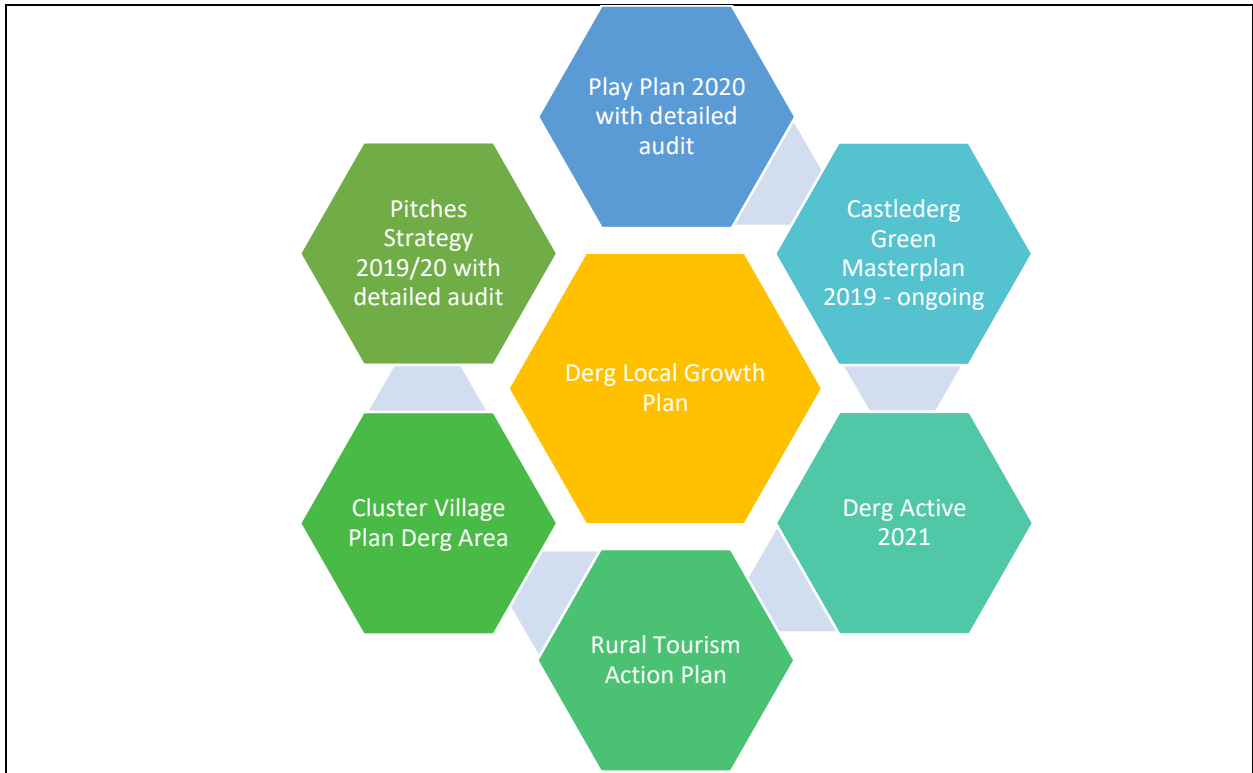 Play Plan 2020
with detailed
audit
Castlederg
Green
Masterplan
2019 - ongoing
Derg Active
2021
Rural Tourism
Action Plan
Cluster Village
Plan Derg Area
Pitches
Strategy
2019/20 with
detailed audit
Derg Local Growth
Plan